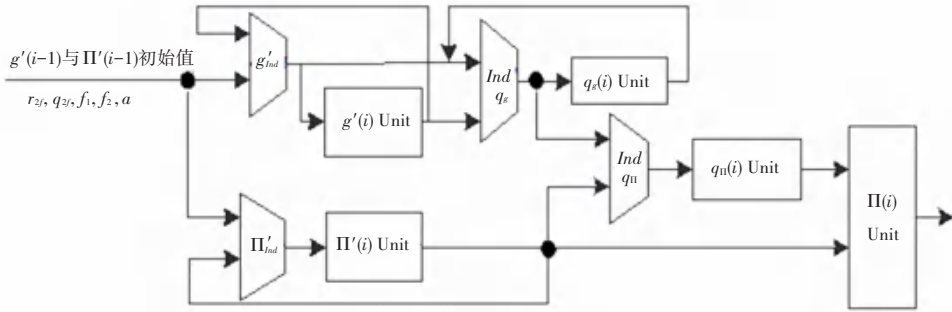 g′(i−1)与Π′(i−1)初始值
r₂f, q₂f, f₁, f₂, a
g′Ind
g′(i) Unit
Ind
qg
qg(i) Unit
Ind
qΠ
qΠ(i) Unit
Π(i)
Unit
Π′Ind
Π′(i) Unit